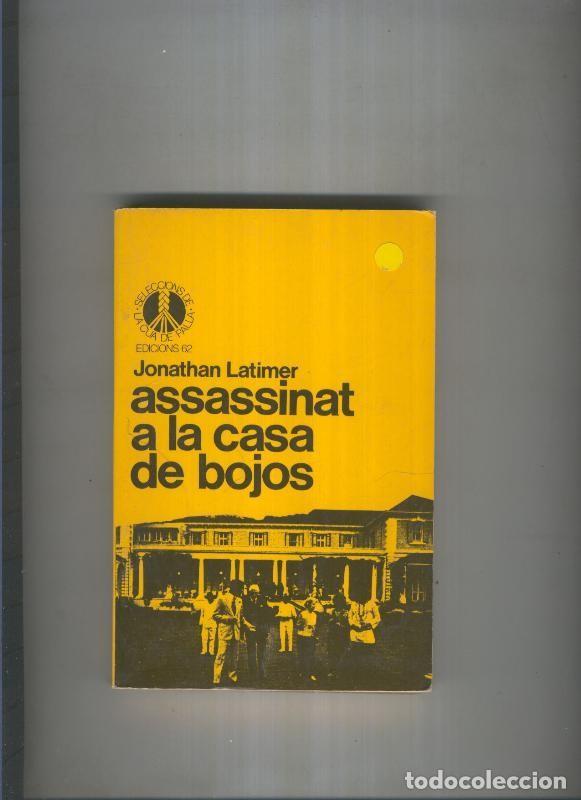 ·SELECCIONS DE·
LA CUA DE PALLA
EDICIONS 62
Jonathan Latimer
assassinat
a la casa
de bojos
todocoleccion